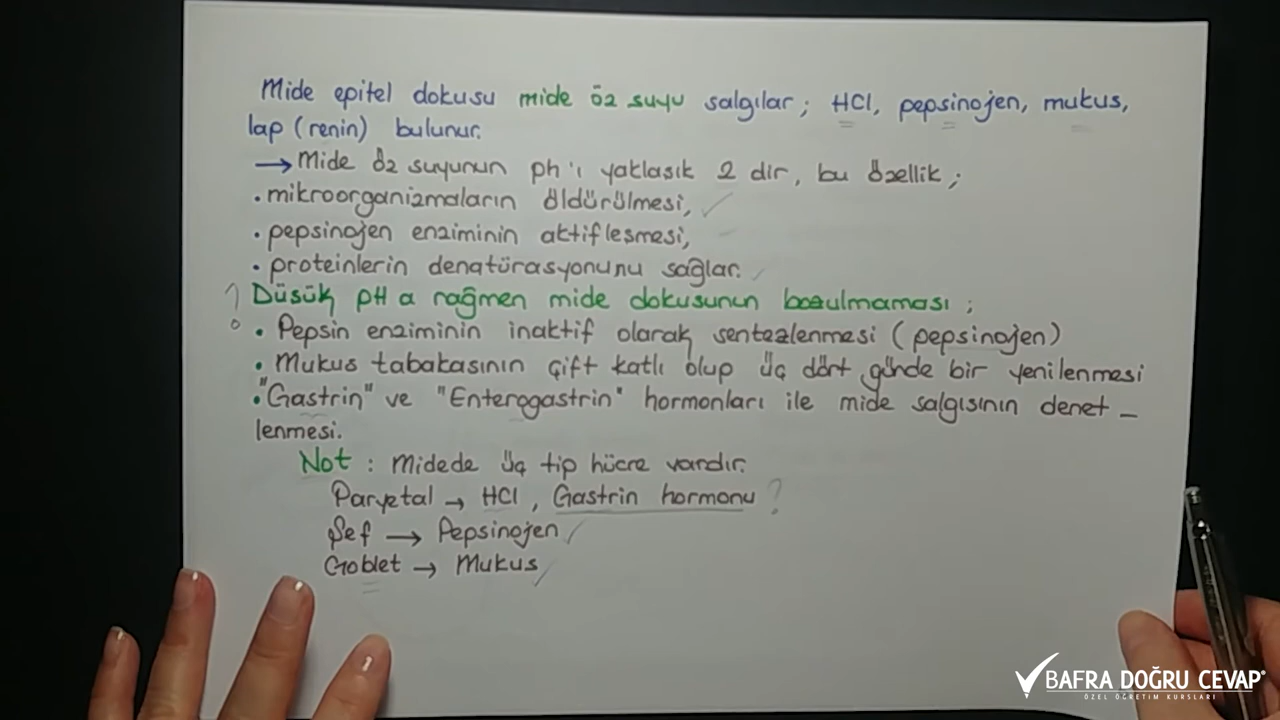 Mide epitel dokusu mide öz suyu salgılar; HCl, pepsinojen, mukus,
lap (renin) bulunur.
→ Mide Öz suyunun ph'ı yaklasık 2 dir, bu özellik;
• mikroorganizmaların öldürülmesi,
• pepsinojen enziminin aktifleşmesi,
• proteinlerin denatürasyonunu sağlar.
Düsük pH a rağmen mide dokusunun bozulmaması;
• Pepsin enziminin inaktif olarak sentezlenmesi (pepsinojen)
• Mukus tabakasının çift katlı olup üç dört günde bir yenilenmesi
• "Gastrin" ve "Enterogastrin" hormonları ile mide salgısının denet-
lenmesi.
Not: Midede üç tip hücre vardır.
Paryetal → HCl, Gastrin hormonu ?
Şef → Pepsinojen
Goblet → Mukus
BAFRA DOĞRU CEVAP
ÖZEL ÖĞRETİM KURSLARI